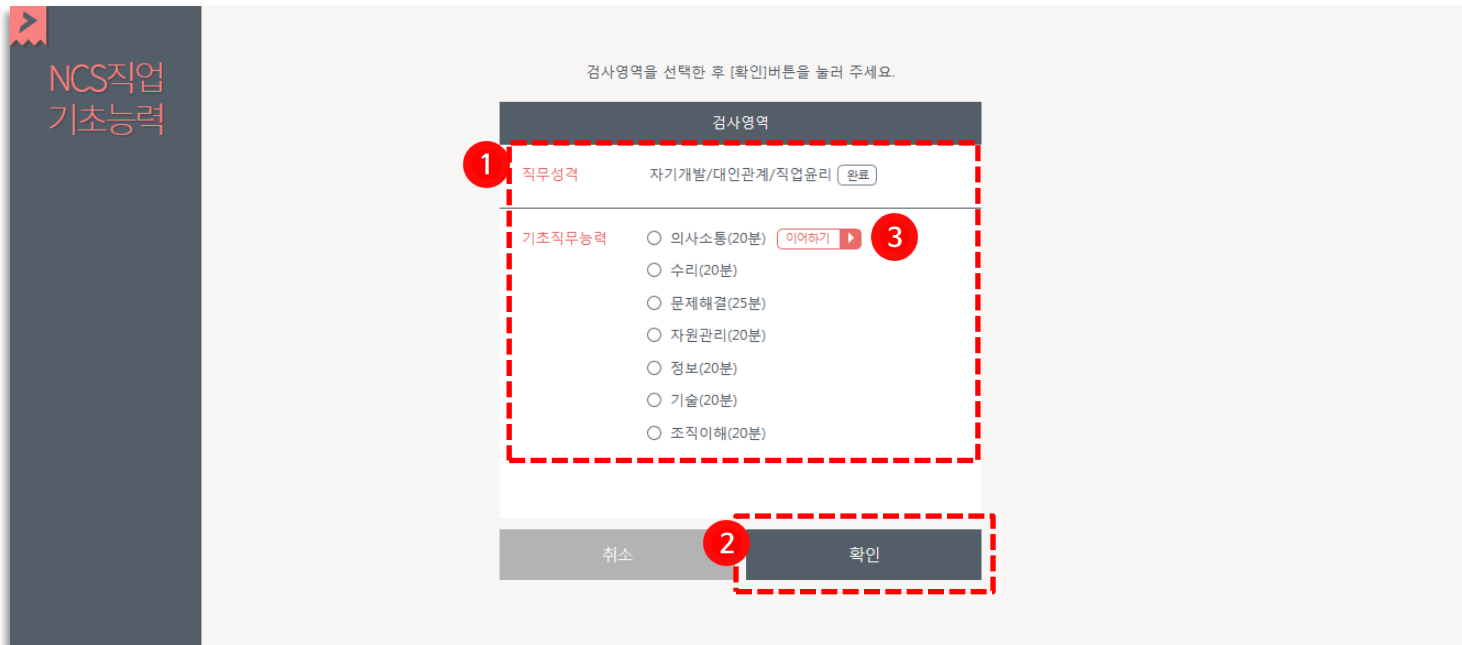 NCS직업
기초능력
검사영역을 선택한 후 [확인]버튼을 눌러 주세요.
검사영역
1
직무성격 자기개발/대인관계/직업윤리 완료
기초직무능력 의사소통(20분) 이어하기 3
수리(20분)
문제해결(25분)
자원관리(20분)
정보(20분)
기술(20분)
조직이해(20분)
취소 2 확인